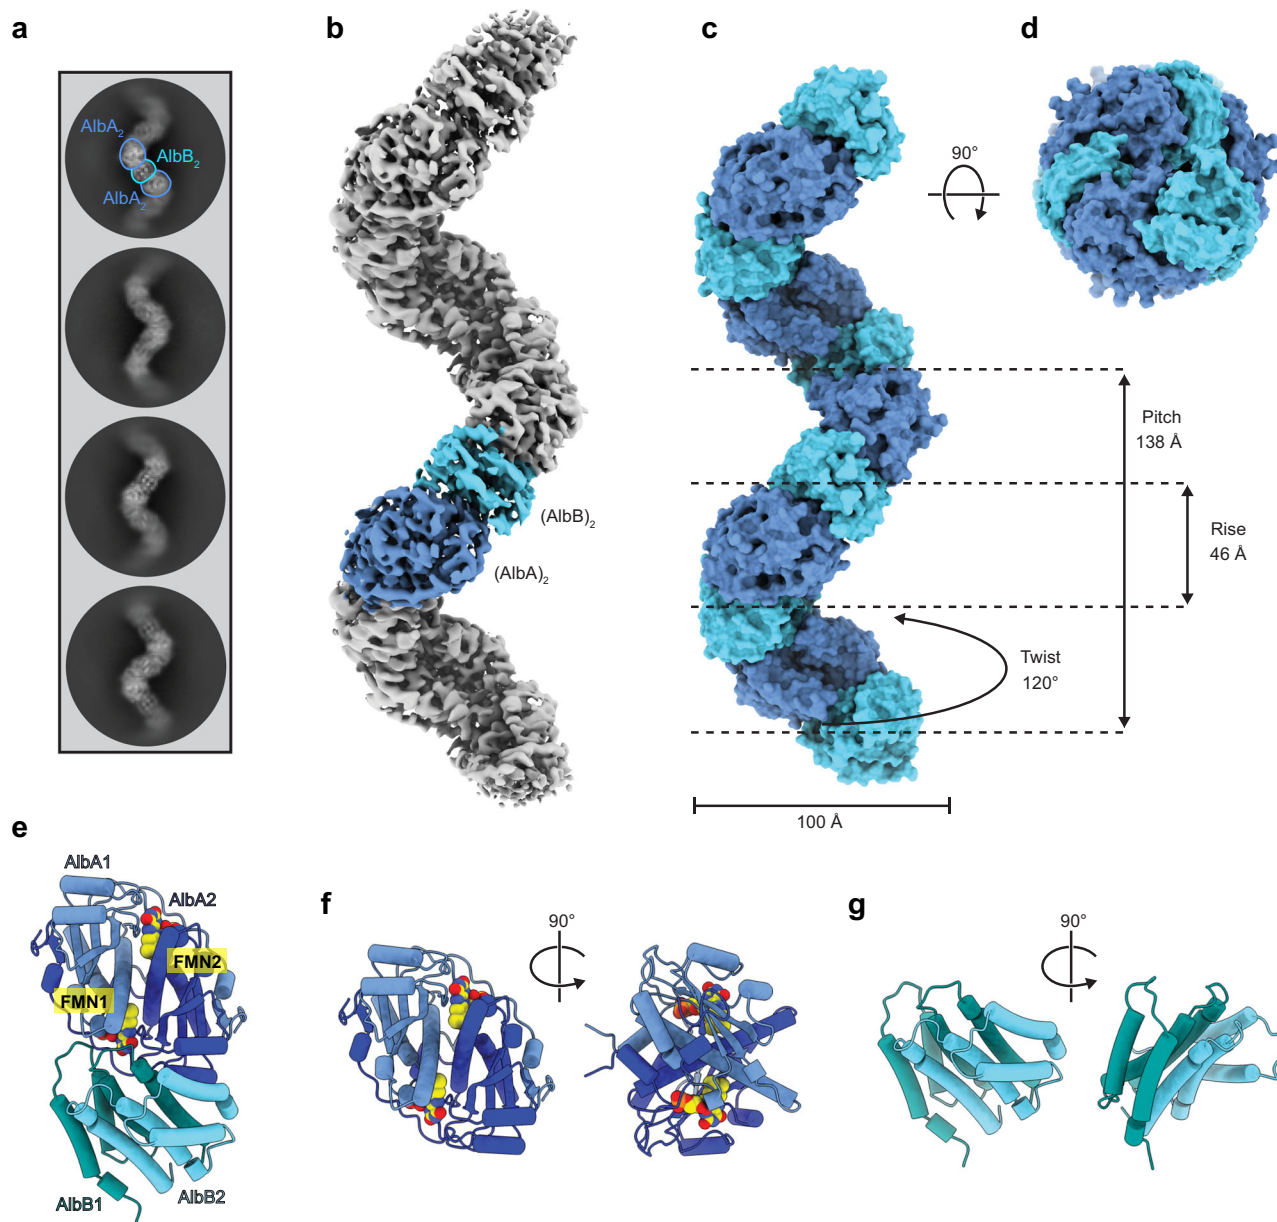 a
b
c
d
AlbA₂
AlbB₂
AlbA₂
90°
(AlbB)₂
(AlbA)₂
Pitch
138 Å
Rise
46 Å
Twist
120°
100 Å
e
AlbA1
AlbA2
FMN2
FMN1
AlbB1
AlbB2
f
90°
g
90°